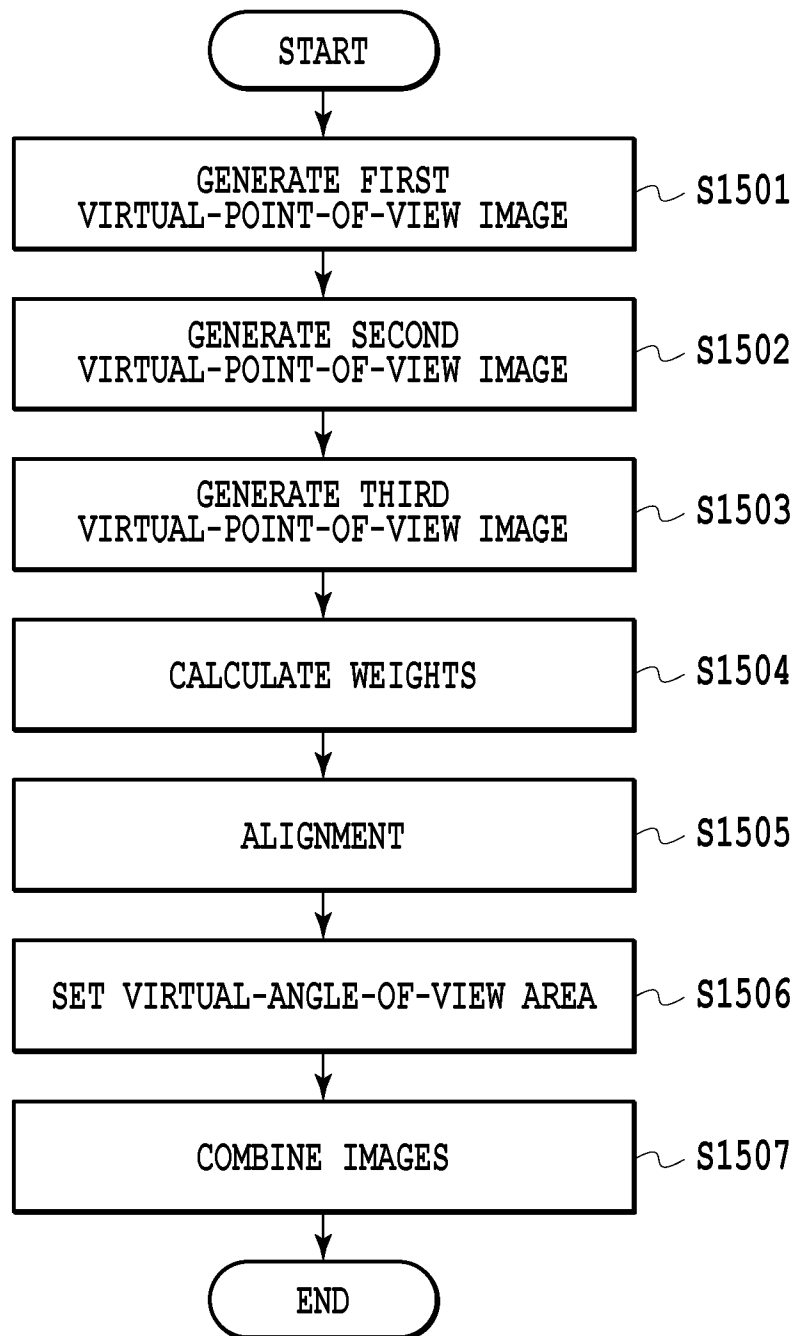 START
GENERATE FIRST
VIRTUAL-POINT-OF-VIEW IMAGE
S1501
GENERATE SECOND
VIRTUAL-POINT-OF-VIEW IMAGE
S1502
GENERATE THIRD
VIRTUAL-POINT-OF-VIEW IMAGE
S1503
CALCULATE WEIGHTS
S1504
ALIGNMENT
S1505
SET VIRTUAL-ANGLE-OF-VIEW AREA
S1506
COMBINE IMAGES
S1507
END